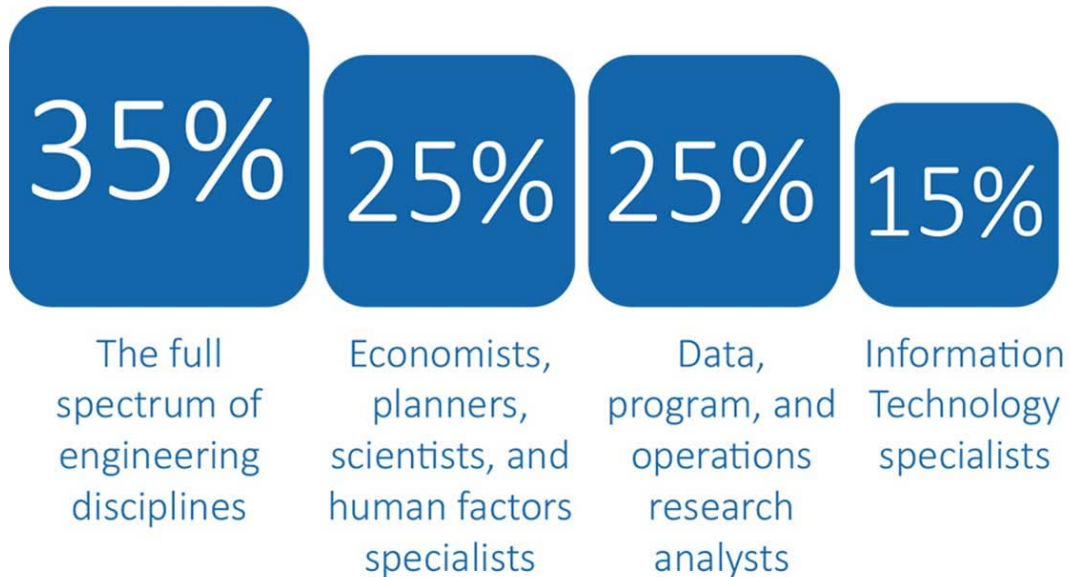 35%
The full
spectrum of
engineering
disciplines
25%
Economists,
planners,
scientists, and
human factors
specialists
25%
Data,
program, and
operations
research
analysts
15%
Information
Technology
specialists